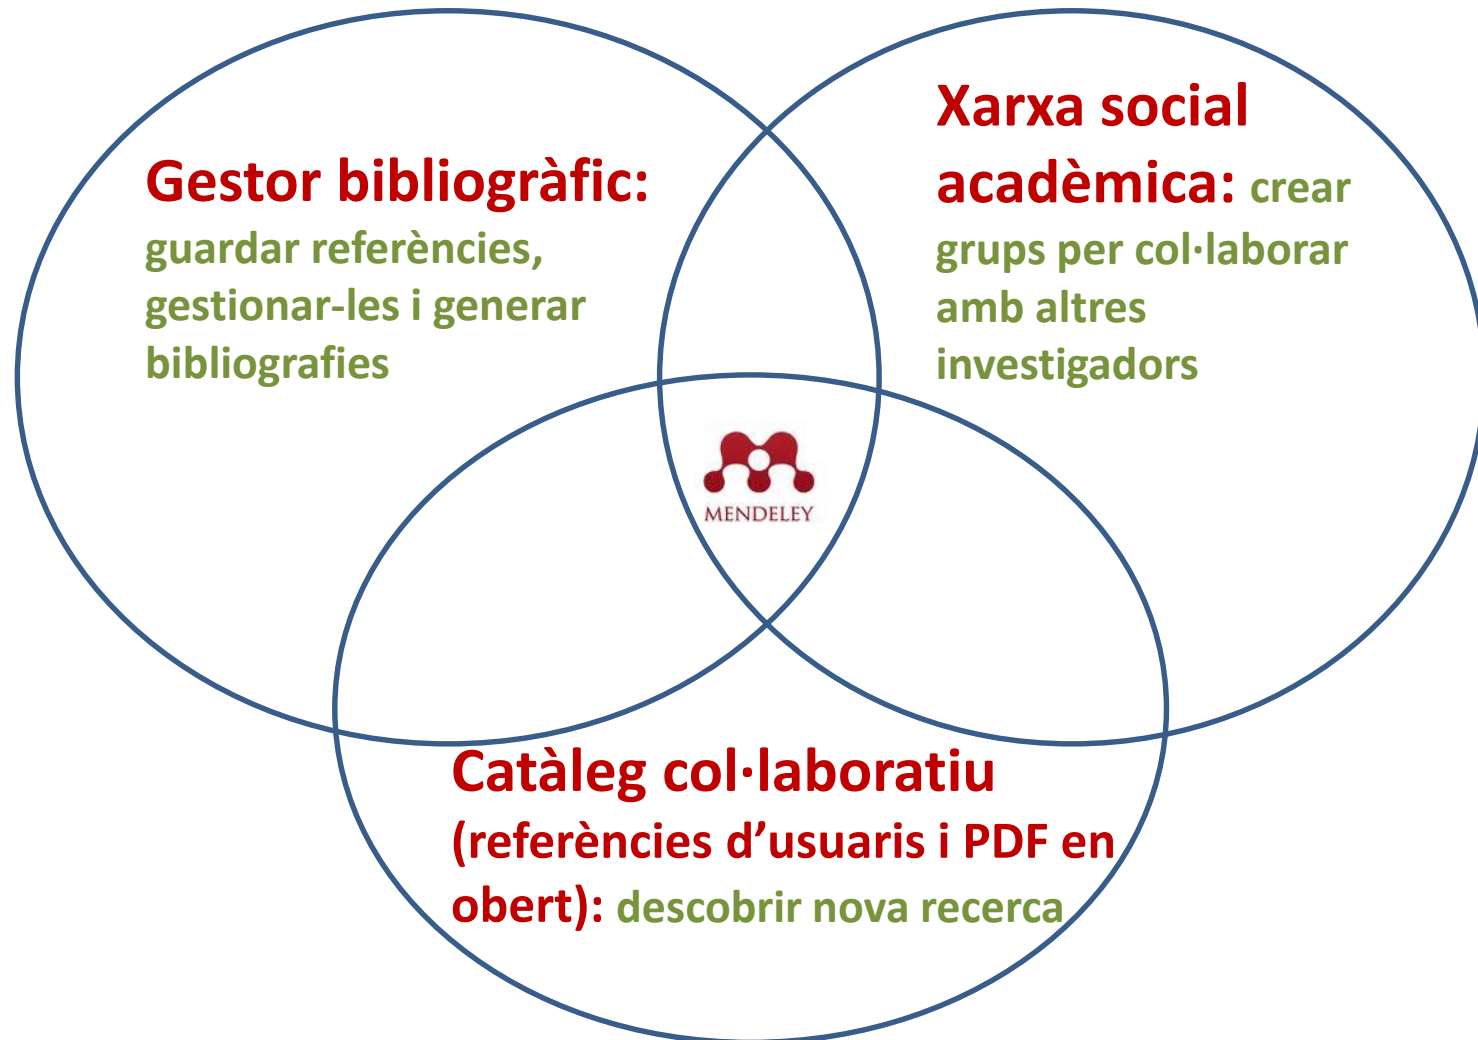 Gestor bibliogràfic:
guardar referències,
gestionar-les i generar
bibliografies
Xarxa social
acadèmica: crear
grups per col·laborar
amb altres
investigadors
MENDELEY
Catàleg col·laboratiu
(referències d’usuaris i PDF en
obert): descobrir nova recerca